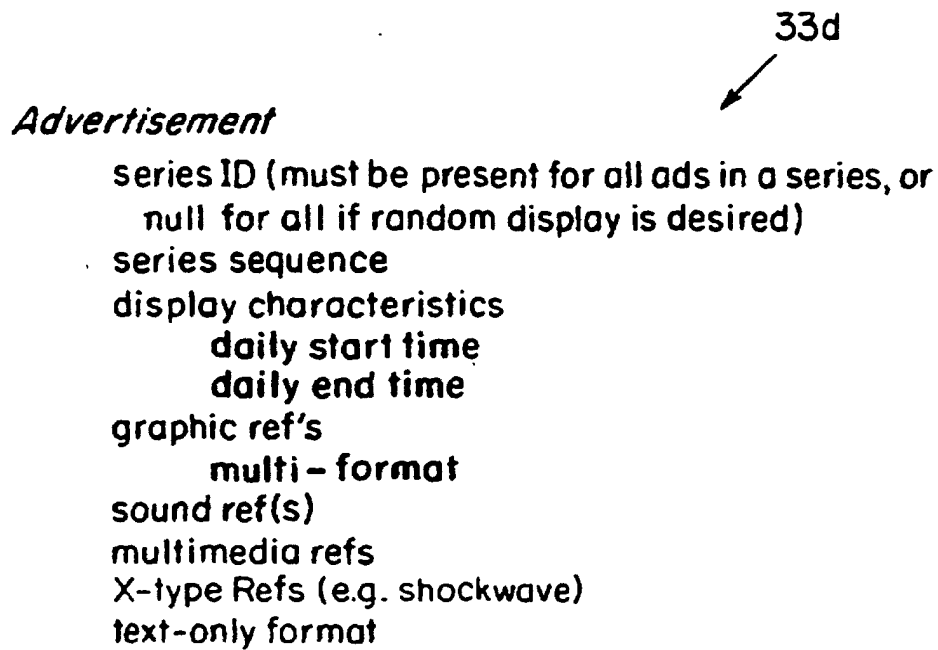 33d
Advertisement
series ID (must be present for all ads in a series, or
null for all if random display is desired)
series sequence
display characteristics
daily start time
daily end time
graphic ref's
multi-format
sound ref(s)
multimedia refs
X-type Refs (e.g. shockwave)
text-only format